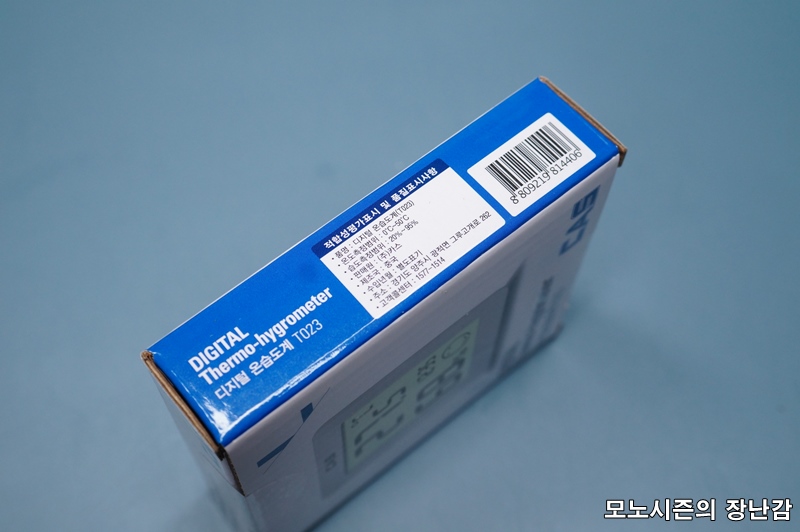 DIGITAL
Thermo-hygrometer
디지털 온습도계 T023
적합성평가표시 및 품질표시사항
• 품명 : 디지털 온습도계(T023)
• 온도측정범위 : 0℃~50℃
• 습도측정범위 : 20%~95%
• 판매원 : (주)카스
• 제조국 : 중국
• 수입년월 : 별도표기
• 주소 : 경기도 양주시 광적면 그루고개로 262
• 고객콜센터 : 1577-1514
8 809219 814406
CAS
모노시즌의 장난감